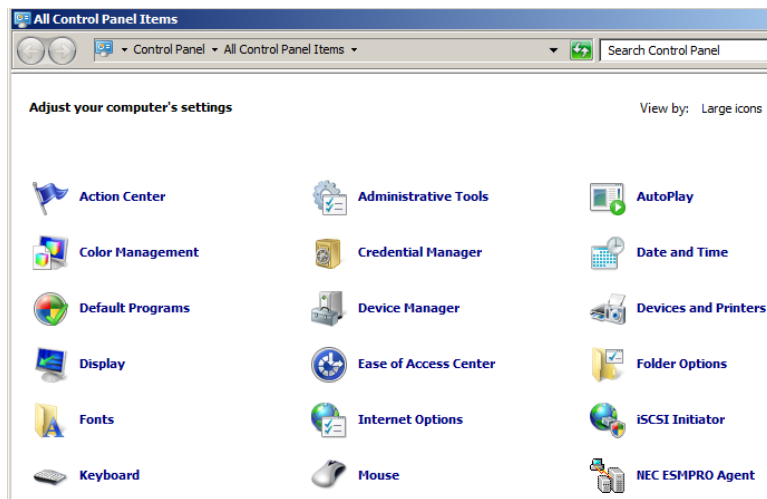 All Control Panel Items
Control Panel All Control Panel Items Search Control Panel
Adjust your computer's settings View by: Large icons
Action Center Administrative Tools AutoPlay
Color Management Credential Manager Date and Time
Default Programs Device Manager Devices and Printers
Display Ease of Access Center Folder Options
Fonts Internet Options iSCSI Initiator
Keyboard Mouse NEC ESMPRO Agent